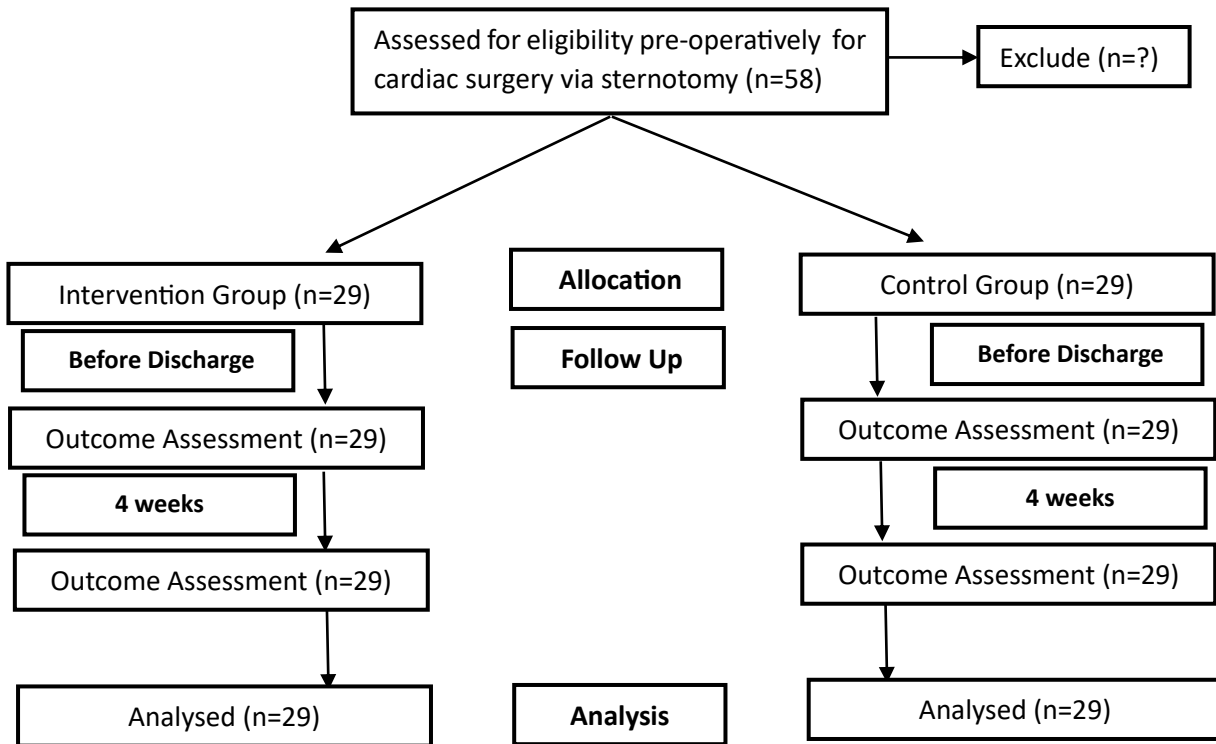 Assessed for eligibility pre-operatively for
cardiac surgery via sternotomy (n=58)
Exclude (n=?)
Intervention Group (n=29)
Allocation
Control Group (n=29)
Before Discharge
Follow Up
Before Discharge
Outcome Assessment (n=29)
Outcome Assessment (n=29)
4 weeks
4 weeks
Outcome Assessment (n=29)
Outcome Assessment (n=29)
Analysed (n=29)
Analysis
Analysed (n=29)